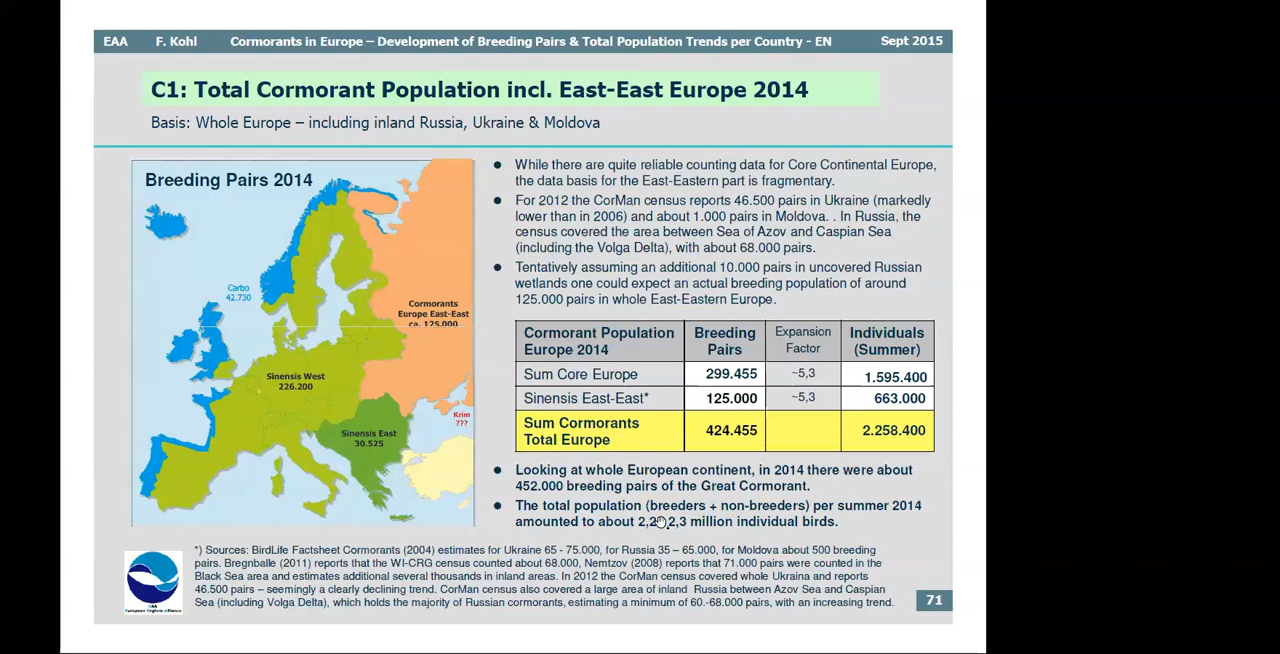 EAA F. Kohl Cormorants in Europe – Development of Breeding Pairs & Total Population Trends per Country - EN Sept 2015
C1: Total Cormorant Population incl. East-East Europe 2014
Basis: Whole Europe – including inland Russia, Ukraine & Moldova
Breeding Pairs 2014
Carbo
42.730
Cormorants
Europe East-East
ca. 125.000
Sinensis West
226.200
Krim
???
Sinensis East
30.525
● While there are quite reliable counting data for Core Continental Europe,
the data basis for the East-Eastern part is fragmentary.
● For 2012 the CorMan census reports 46.500 pairs in Ukraine (markedly
lower than in 2006) and about 1.000 pairs in Moldova. . In Russia, the
census covered the area between Sea of Azov and Caspian Sea
(including the Volga Delta), with about 68.000 pairs.
● Tentatively assuming an additional 10.000 pairs in uncovered Russian
wetlands one could expect an actual breeding population of around
125.000 pairs in whole East-Eastern Europe.
Cormorant Population Breeding Expansion Individuals
Europe 2014 Pairs Factor (Summer)
Sum Core Europe 299.455 ~5,3 1.595.400
Sinensis East-East* 125.000 ~5,3 663.000
Sum Cormorants
Total Europe 424.455 2.258.400
● Looking at whole European continent, in 2014 there were about
452.000 breeding pairs of the Great Cormorant.
● The total population (breeders + non-breeders) per summer 2014
amounted to about 2,3 million individual birds.
*) Sources: BirdLife Factsheet Cormorants (2004) estimates for Ukraine 65 - 75.000, for Russia 35 – 65.000, for Moldova about 500 breeding
pairs. Bregnballe (2011) reports that the WI-CRG census counted about 68.000, Nemtzov (2008) reports that 71.000 pairs were counted in the
Black Sea area and estimates additional several thousands in inland areas. In 2012 the CorMan census covered whole Ukraina and reports
46.500 pairs – seemingly a clearly declining trend. CorMan census also covered a large area of inland Russia between Azov Sea and Caspian
Sea (including Volga Delta), which holds the majority of Russian cormorants, estimating a minimum of 60.-68.000 pairs, with an increasing trend.
EAA
European Anglers Alliance
71